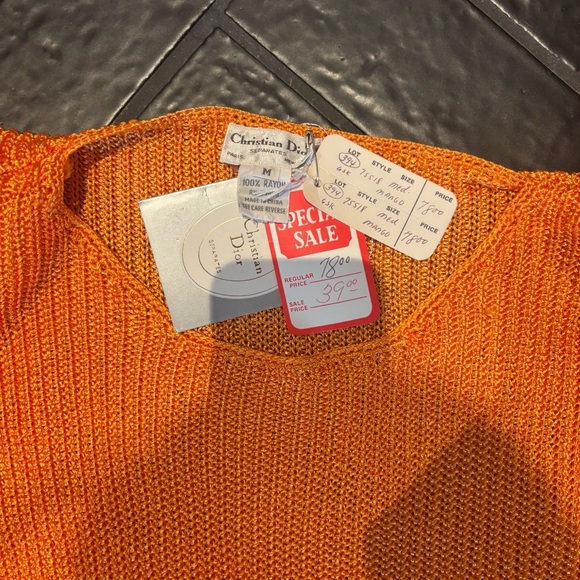 Christian Dior
SEPARATES
M
100% RAYON
MADE IN CHINA
CARE REVERSE
Christian
Dior
SEPARATES
SPECIAL
SALE
REGULAR
PRICE
78.00
SALE
PRICE
39.00
LOT STYLE SIZE PRICE
394 75518 med 78.00
MANGO
LOT STYLE SIZE PRICE
394 75518 med 78.00
MANGO